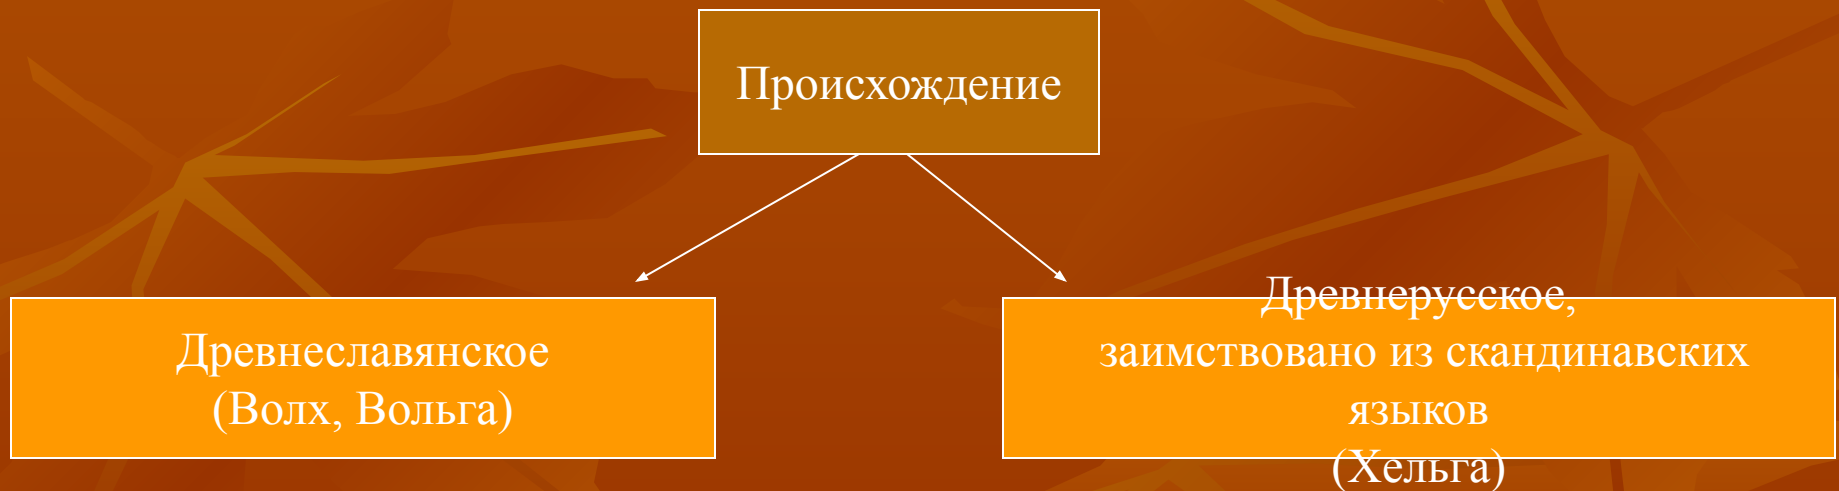 Происхождение
Древнеславянское
(Волх, Вольга)
Древнерусское,
заимствовано из скандинавских
языков
(Хельга)